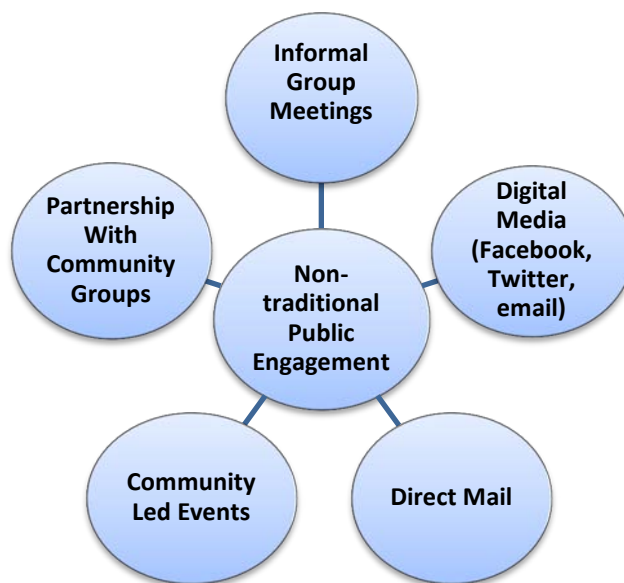 Informal
Group
Meetings
Partnership
With
Community
Groups
Digital
Media
(Facebook,
Twitter,
email)
Non-
traditional
Public
Engagement
Community
Led Events
Direct Mail